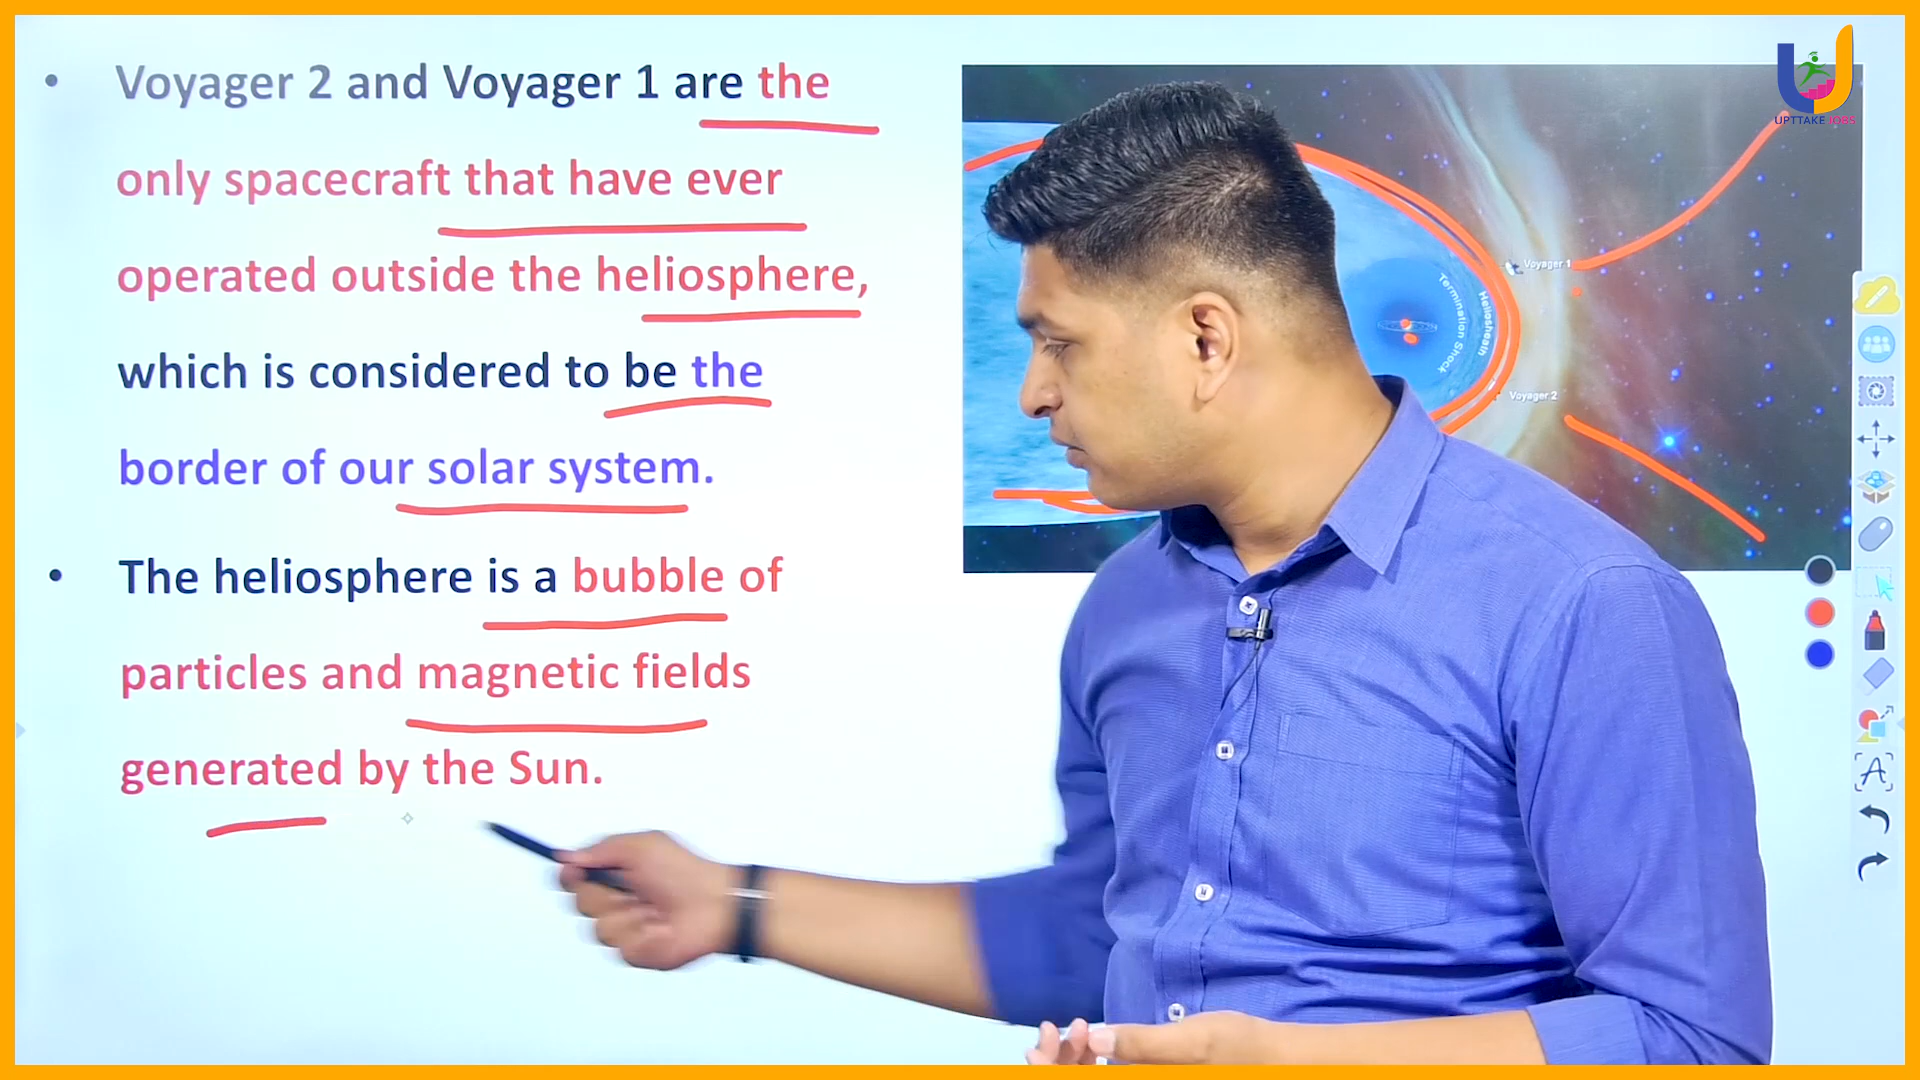 • Voyager 2 and Voyager 1 are the
only spacecraft that have ever
operated outside the heliosphere,
which is considered to be the
border of our solar system.
• The heliosphere is a bubble of
particles and magnetic fields
generated by the Sun.
UPTTAKE JOBS
Voyager 1
Termination Shock
Heliosheath
Voyager 2
A